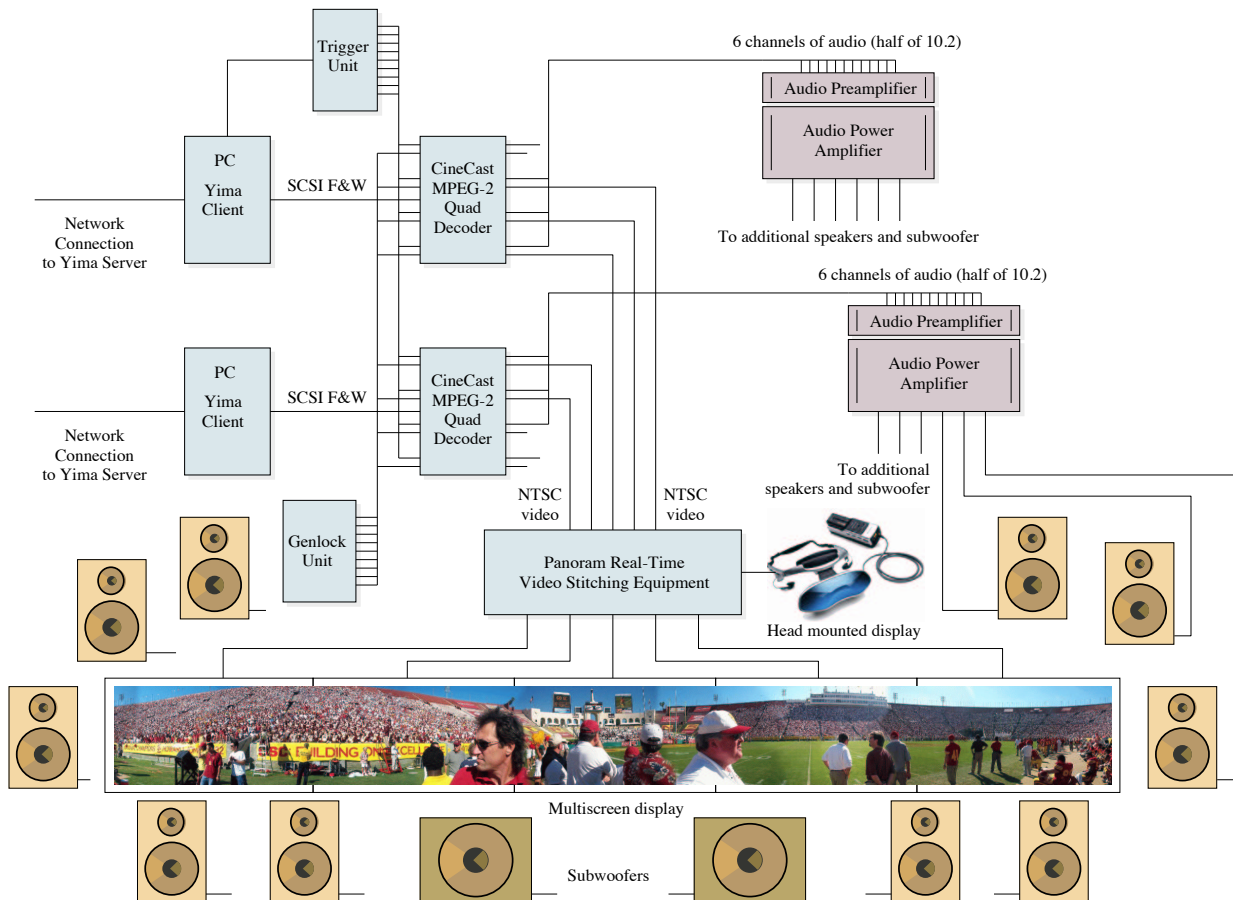 Trigger
Unit
6 channels of audio (half of 10.2)
Audio Preamplifier
Audio Power
Amplifier
To additional speakers and subwoofer
PC
Yima
Client
SCSI F&W
CineCast
MPEG-2
Quad
Decoder
Network
Connection
to Yima Server
6 channels of audio (half of 10.2)
Audio Preamplifier
Audio Power
Amplifier
To additional
speakers and subwoofer
PC
Yima
Client
SCSI F&W
CineCast
MPEG-2
Quad
Decoder
Network
Connection
to Yima Server
NTSC
video
NTSC
video
Genlock
Unit
Panoram Real-Time
Video Stitching Equipment
Head mounted display
BUILDING ON EXCELLENCE
Multiscreen display
Subwoofers